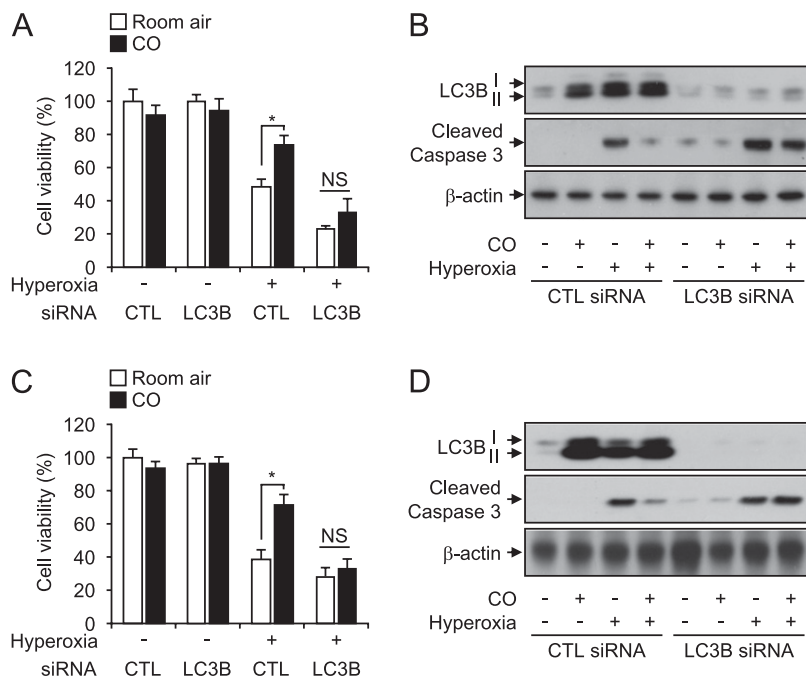 A
Room air
CO
Cell viability (%)
120
100
80
60
40
20
0
*
NS
Hyperoxia - - + +
siRNA CTL LC3B CTL LC3B
B
LC3B I
II
Cleaved
Caspase 3
β-actin
CO - + - + - + - +
Hyperoxia - - + + - - + +
CTL siRNA LC3B siRNA
C
Room air
CO
Cell viability (%)
120
100
80
60
40
20
0
*
NS
Hyperoxia - - + +
siRNA CTL LC3B CTL LC3B
D
LC3B I
II
Cleaved
Caspase 3
β-actin
CO - + - + - - - +
Hyperoxia - - + + - - + +
CTL siRNA LC3B siRNA